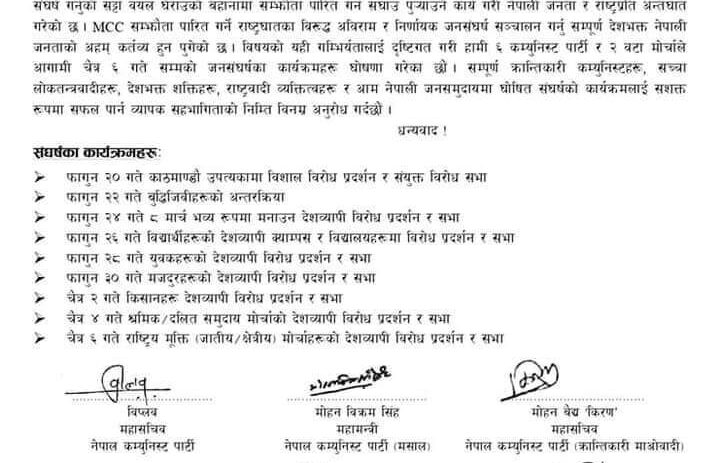 संघर्ष गर्नुको सट्टा वयल घेराउको बहानामा सम्झौता पारित गर्न सघाउ पुऱ्याउने कार्य गरी नेपाली जनता र राष्ट्रप्रति अन्तर्घात
गरेको छ । MCC सम्झौता पारित गर्ने राष्ट्रघातका विरुद्ध अविराम र निर्णायक जनसंघर्ष सञ्चालन गर्नु सम्पूर्ण देशभक्त नेपाली
जनताको अहम् कर्तव्य हुन पुगेको छ । विषयको यही गम्भिर्यतालाई दृष्टिगत गरी हामी ६ कम्युनिस्ट पार्टी र २ वटा मोर्चाले
आगामी चैत्र ६ गते सम्मको जनसंघर्षका कार्यक्रमहरू घोषणा गरेका छौं । सम्पूर्ण क्रान्तिकारी कम्युनिस्टहरू, सच्चा
लोकतन्त्रवादीहरू, देशभक्त शक्तिहरू, राष्ट्रवादी व्यक्तित्वहरू र आम नेपाली जनसमुदायमा घोषित संघर्षको कार्यक्रमलाई सशक्त
रूपमा सफल पार्न व्यापक सहभागिताको निम्ति विनम्र अनुरोध गर्दछौं ।
धन्यवाद !
संघर्षका कार्यक्रमहरू:
➢ फागुन २० गते काठमाण्डौ उपत्यकामा विशाल विरोध प्रदर्शन र संयुक्त विरोध सभा
➢ फागुन २२ गते बुद्धिजिवीहरूको अन्तरक्रिया
➢ फागुन २४ गते ८ मार्च भव्य रूपमा मनाउन देशव्यापी विरोध प्रदर्शन र सभा
➢ फागुन २६ गते विद्यार्थीहरूको देशव्यापी क्याम्पस र विद्यालयहरूमा विरोध प्रदर्शन र सभा
➢ फागुन २८ गते युवकहरूको देशव्यापी विरोध प्रदर्शन र सभा
➢ फागुन ३० गते मजदुरहरूको देशव्यापी विरोध प्रदर्शन र सभा
➢ चैत्र २ गते किसानहरू देशव्यापी विरोध प्रदर्शन र सभा
➢ चैत्र ४ गते श्रमिक/दलित समुदाय मोर्चाको देशव्यापी विरोध प्रदर्शन र सभा
➢ चैत्र ६ गते राष्ट्रिय मुक्ति (जातीय/क्षेत्रीय) मोर्चाहरूको देशव्यापी विरोध प्रदर्शन र सभा
विप्लव
महासचिव
नेपाल कम्युनिस्ट पार्टी
मोहन विक्रम सिंह
महामन्त्री
नेपाल कम्युनिस्ट पार्टी (मसाल)
मोहन बैद्य 'किरण'
महासचिव
नेपाल कम्युनिस्ट पार्टी (क्रान्तिकारी माओवादी)